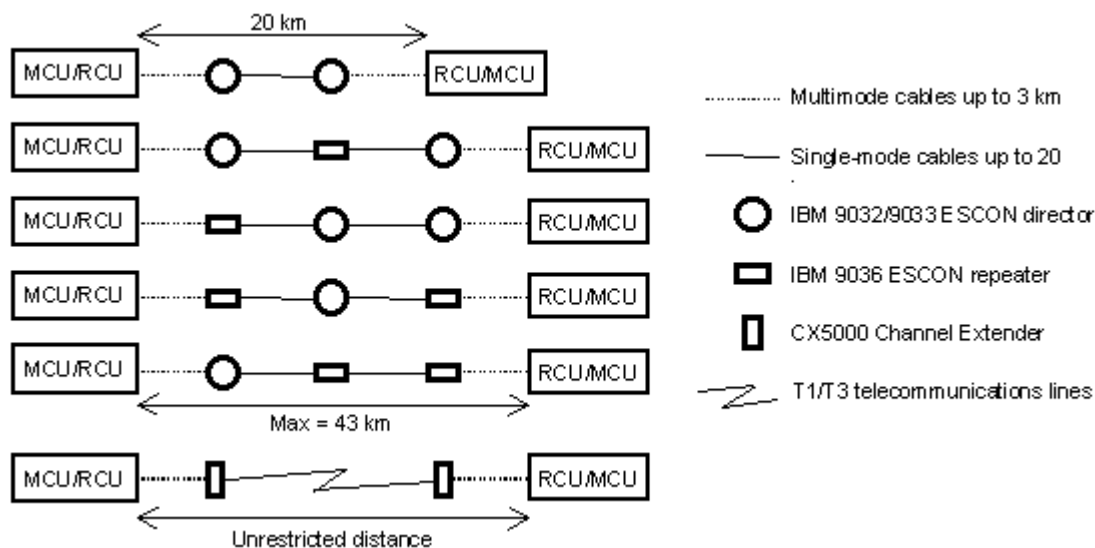 20 km
MCU/RCU
RCU/MCU
MCU/RCU
RCU/MCU
MCU/RCU
RCU/MCU
MCU/RCU
RCU/MCU
MCU/RCU
RCU/MCU
Max = 43 km
MCU/RCU
RCU/MCU
Unrestricted distance
Multimode cables up to 3 km
Single-mode cables up to 20
IBM 9032/9033 ESCON director
IBM 9036 ESCON repeater
CX5000 Channel Extender
T1/T3 telecommunications lines